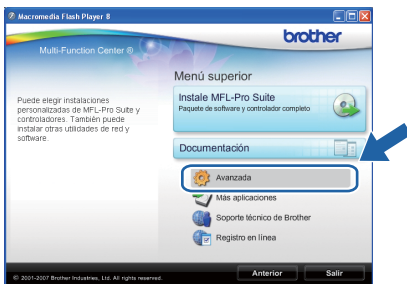 Macromedia Flash Player 8
brother
Multi-Function Center ®
Menú superior
Puede elegir instalaciones
personalizadas de MFL-Pro Suite y
controladores. También puede
instalar otras utilidades de red y
software.
Instale MFL-Pro Suite
Paquete de software y controlador completo
Documentación
Avanzada
Más aplicaciones
Soporte técnico de Brother
Registro en línea
© 2001-2007 Brother Industries, Ltd. All rights reserved.
Anterior
Salir